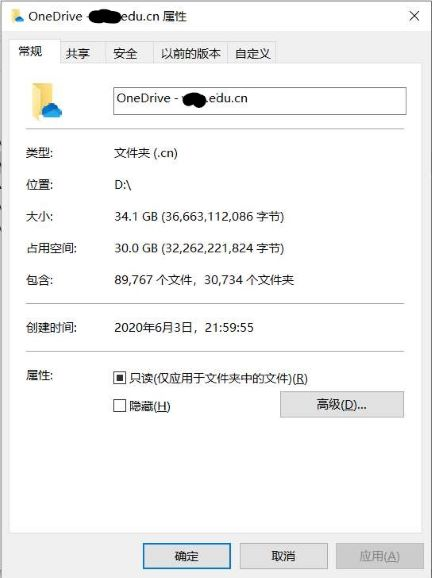 OneDrive - edu.cn 属性
常规 共享 安全 以前的版本 自定义
OneDrive - .edu.cn
类型: 文件夹 (.cn)
位置: D:\
大小: 34.1 GB (36,663,112,086 字节)
占用空间: 30.0 GB (32,262,221,824 字节)
包含: 89,767 个文件，30,734 个文件夹
创建时间: 2020年6月3日，21:59:55
属性: 只读(仅应用于文件夹中的文件)(R)
隐藏(H) 高级(D)...
确定 取消 应用(A)